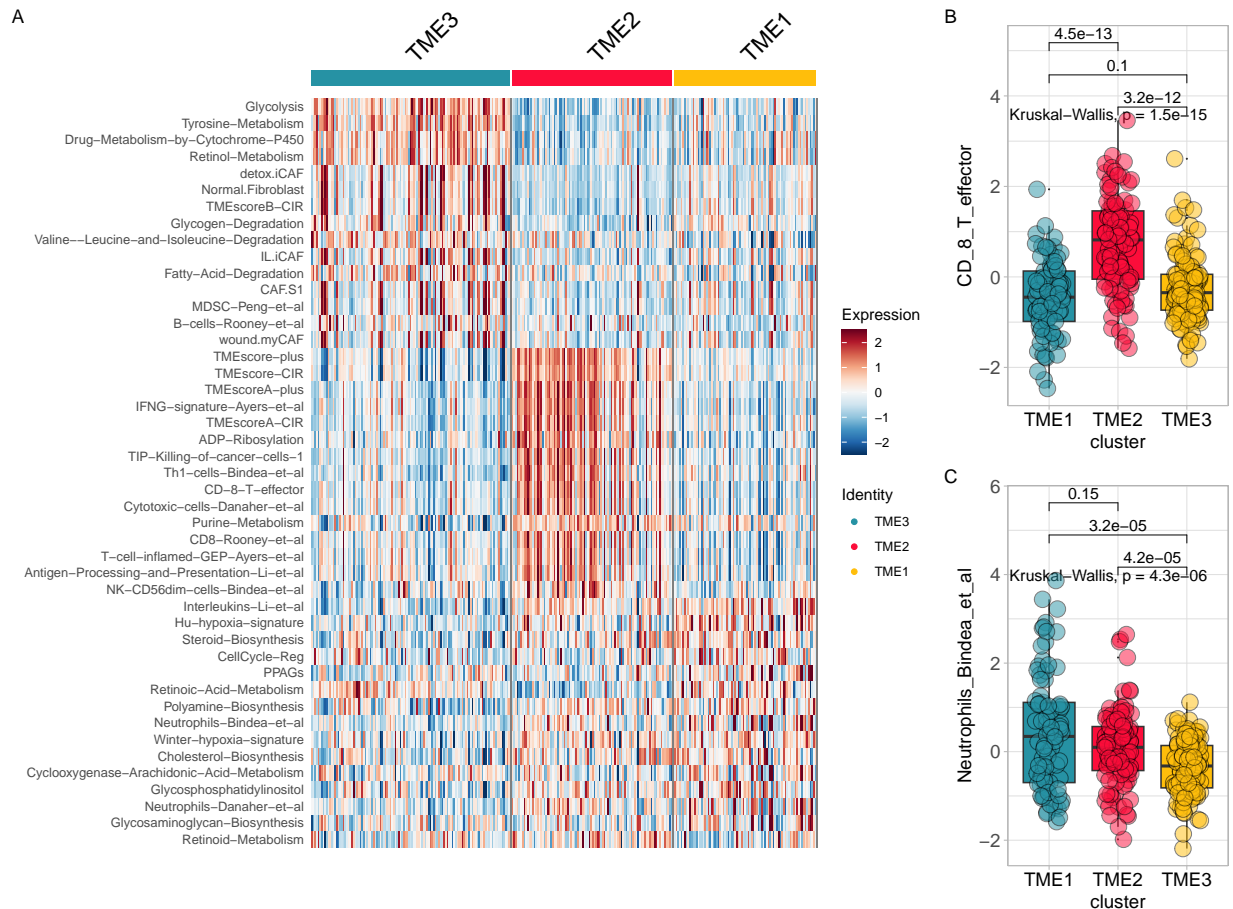 A
TME3
TME2
TME1
Glycolysis
Tyrosine−Metabolism
Drug−Metabolism−by−Cytochrome−P450
Retinol−Metabolism
detox.iCAF
Normal.Fibroblast
TMEscoreB−CIR
Glycogen−Degradation
Valine−−Leucine−and−Isoleucine−Degradation
IL.iCAF
Fatty−Acid−Degradation
CAF.S1
MDSC−Peng−et−al
B−cells−Rooney−et−al
wound.myCAF
TMEscore−plus
TMEscore−CIR
TMEscoreA−plus
IFNG−signature−Ayers−et−al
TMEscoreA−CIR
ADP−Ribosylation
TIP−Killing−of−cancer−cells−1
Th1−cells−Bindea−et−al
CD−8−T−effector
Cytotoxic−cells−Danaher−et−al
Purine−Metabolism
CD8−Rooney−et−al
T−cell−inflamed−GEP−Ayers−et−al
Antigen−Processing−and−Presentation−Li−et−al
NK−CD56dim−cells−Bindea−et−al
Interleukins−Li−et−al
Hu−hypoxia−signature
Steroid−Biosynthesis
CellCycle−Reg
PPAGs
Retinoic−Acid−Metabolism
Polyamine−Biosynthesis
Neutrophils−Bindea−et−al
Winter−hypoxia−signature
Cholesterol−Biosynthesis
Cyclooxygenase−Arachidonic−Acid−Metabolism
Glycosphosphatidylinositol
Neutrophils−Danaher−et−al
Glycosaminoglycan−Biosynthesis
Retinoid−Metabolism
Expression
2
1
0
−1
−2
Identity
TME3
TME2
TME1
B
4.5e−13
0.1
3.2e−12
Kruskal−Wallis, p = 1.5e−15
4
2
0
−2
CD_8_T_effector
TME1 TME2 TME3
cluster
C
6
0.15
3.2e−05
4.2e−05
Kruskal−Wallis, p = 4.3e−06
4
2
0
−2
Neutrophils_Bindea_et_al
TME1 TME2 TME3
cluster